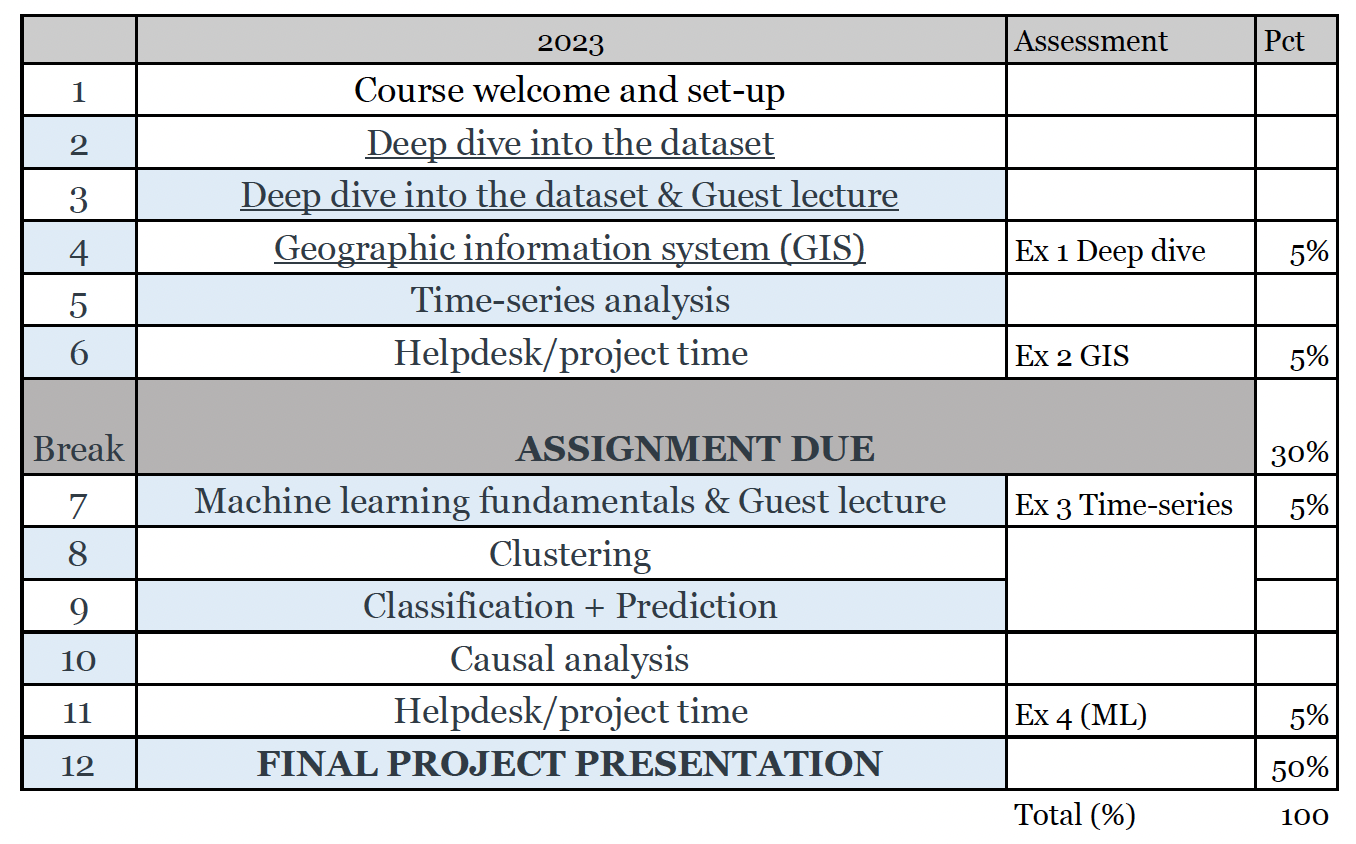 2023 Assessment Pct
1 Course welcome and set-up
2 Deep dive into the dataset
3 Deep dive into the dataset & Guest lecture
4 Geographic information system (GIS) Ex 1 Deep dive 5%
5 Time-series analysis
6 Helpdesk/project time Ex 2 GIS 5%
Break ASSIGNMENT DUE 30%
7 Machine learning fundamentals & Guest lecture Ex 3 Time-series 5%
8 Clustering
9 Classification + Prediction
10 Causal analysis
11 Helpdesk/project time Ex 4 (ML) 5%
12 FINAL PROJECT PRESENTATION 50%
Total (%) 100